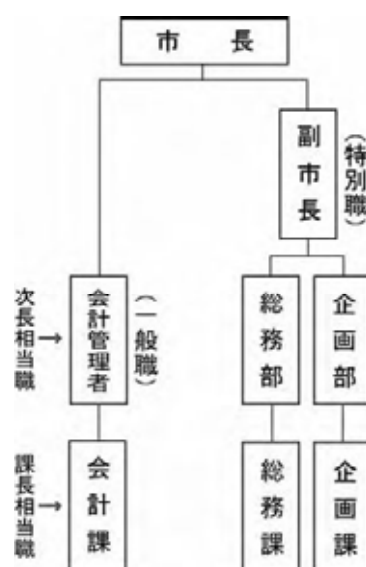 市長
副市長
（特別職）
次長相当職
会計管理者
（一般職）
総務部
企画部
課長相当職
会計課
総務課
企画課